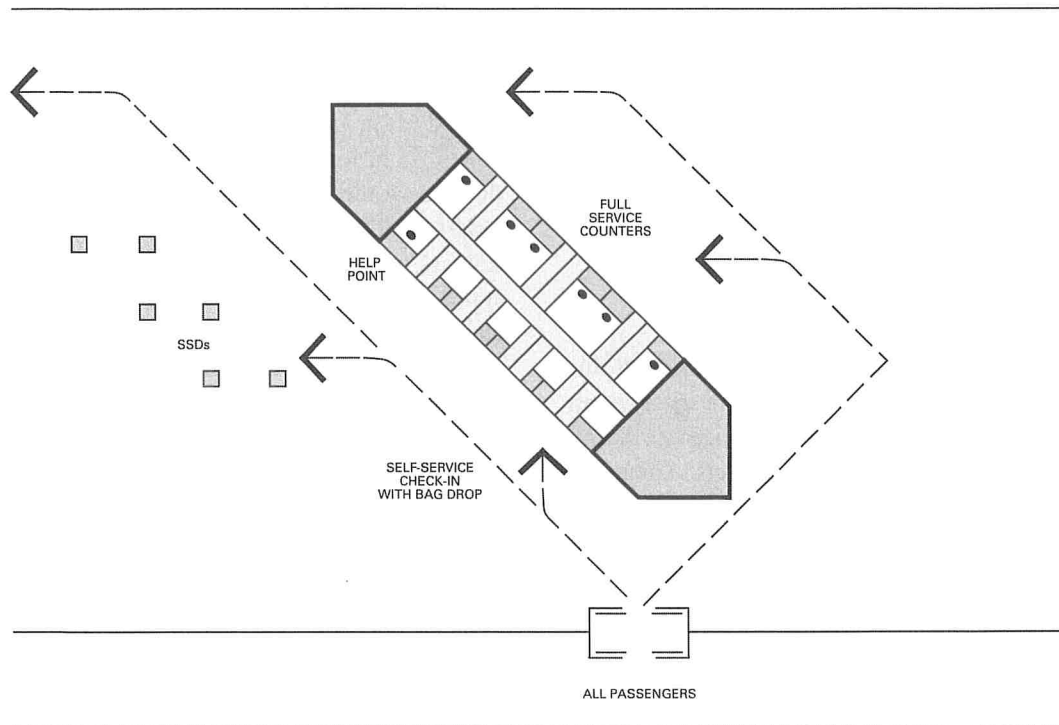 FULL
SERVICE
COUNTERS
HELP
POINT
SSDs
SELF-SERVICE
CHECK-IN
WITH BAG DROP
ALL PASSENGERS